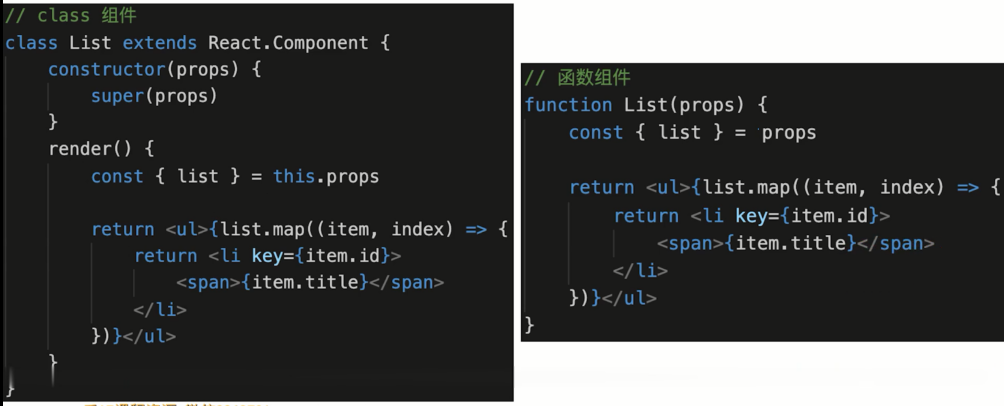 // class 组件
class List extends React.Component {
    constructor(props) {
        super(props)
    }
    render() {
        const { list } = this.props

        return <ul>{list.map((item, index) => {
            return <li key={item.id}>
                <span>{item.title}</span>
            </li>
        })}</ul>
    }
}
// 函数组件
function List(props) {
    const { list } = props

    return <ul>{list.map((item, index) => {
        return <li key={item.id}>
            <span>{item.title}</span>
        </li>
    })}</ul>
}